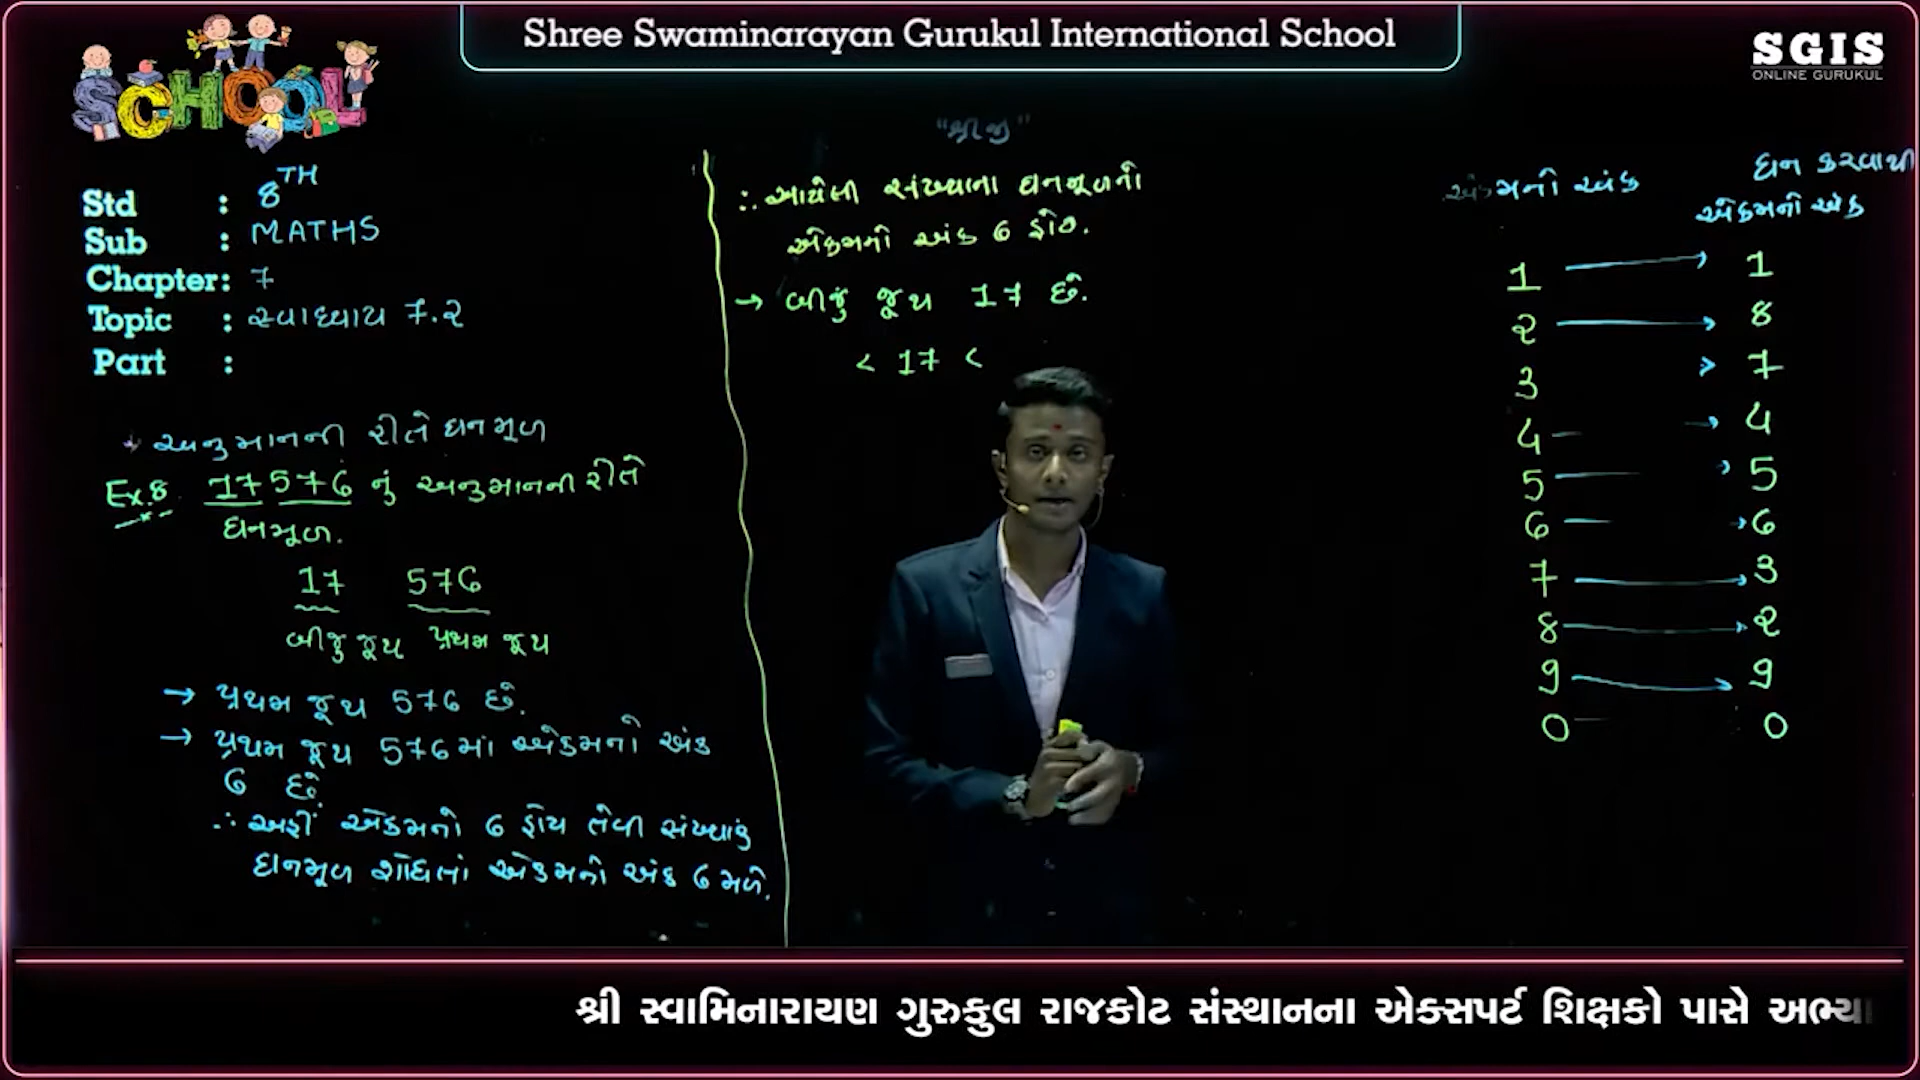 Shree Swaminarayan Gurukul International School
SCHOOL
SGIS
ONLINE GURUKUL
"શ્રીજી"
Std : 8TH
Sub : MATHS
Chapter: 7
Topic : સ્વાધ્યાય 7.2
Part :
અનુમાનની રીતે ઘનમૂળ
Ex.8 17576 નું અનુમાનની રીતે
ઘનમૂળ.
17 576
બીજુ જૂથ પ્રથમ જૂથ
→ પ્રથમ જૂથ 576 છે.
→ પ્રથમ જૂથ 576માં એકમનો અંક
6 છે
∴ અહીં એકમનો 6 હોય તેવી સંખ્યાનું
ઘનમૂળ શોધતાં એકમનો અંક 6 મળે.
∴ આપેલી સંખ્યાના ઘનમૂળનો
એકમનો અંક 6 હોય.
→ બીજું જૂથ 17 છે.
< 17 <
એકમનો અંક
ઘન કરવાથી
એકમનો અંક
1 → 1
2 → 8
3 → 7
4 → 4
5 → 5
6 → 6
7 → 3
8 → 2
9 → 9
0 0
શ્રી સ્વામિનારાયણ ગુરુકુલ રાજકોટ સંસ્થાનના એક્સપર્ટ શિક્ષકો પાસે